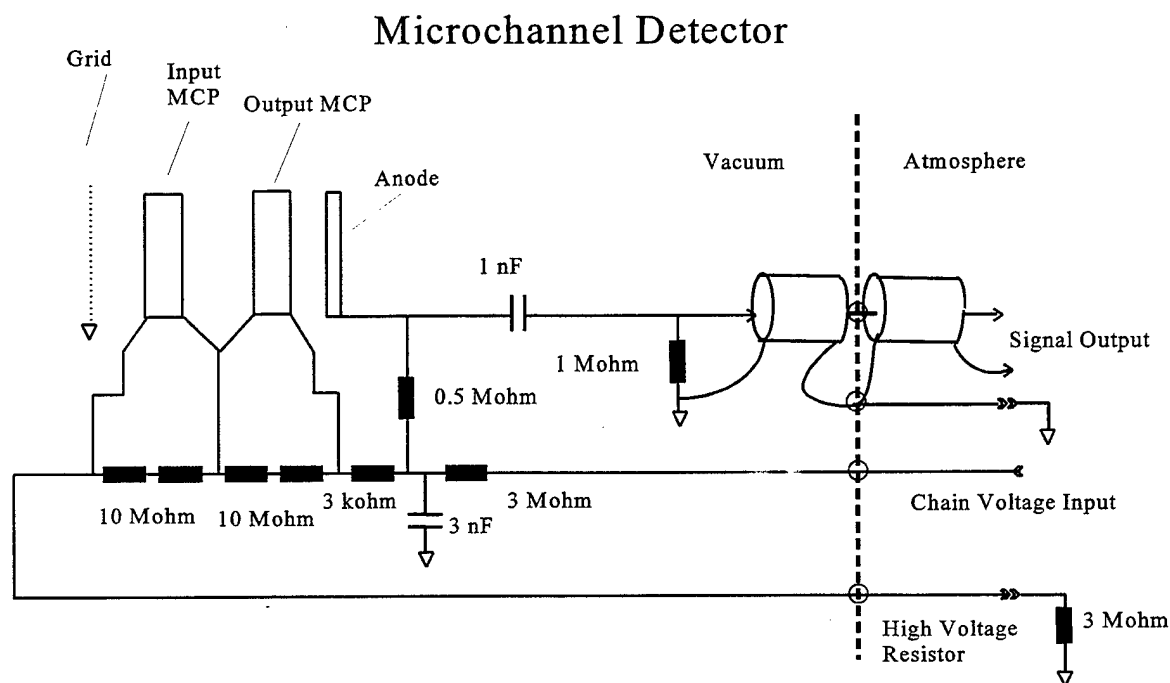 Microchannel Detector
Grid
Input
MCP
Output MCP
Anode
Vacuum
Atmosphere
1 nF
1 Mohm
Signal Output
0.5 Mohm
10 Mohm
10 Mohm
3 kohm
3 nF
3 Mohm
Chain Voltage Input
High Voltage
Resistor
3 Mohm